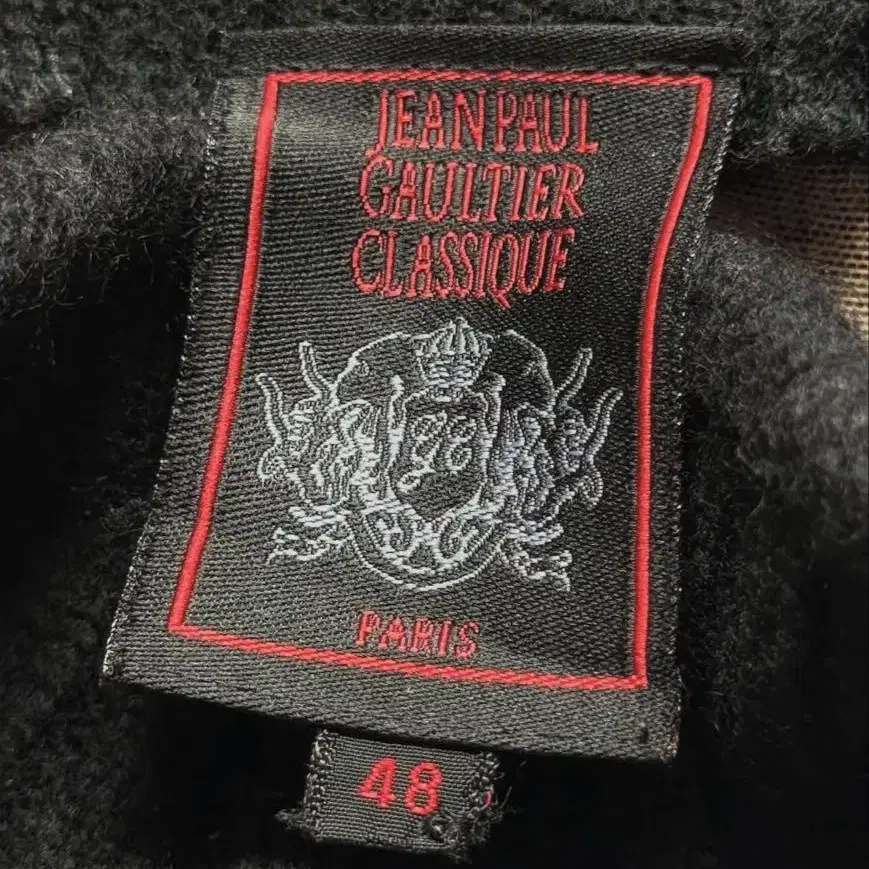 JEAN PAUL
GAULTIER
CLASSIQUE
PARIS
48